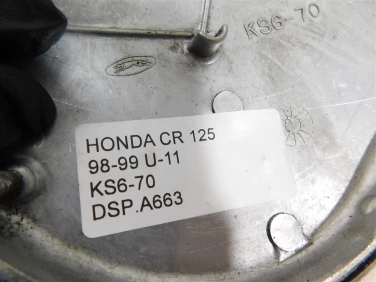 KS6-70
HONDA CR 125
98-99 U-11
KS6-70
DSP.A663